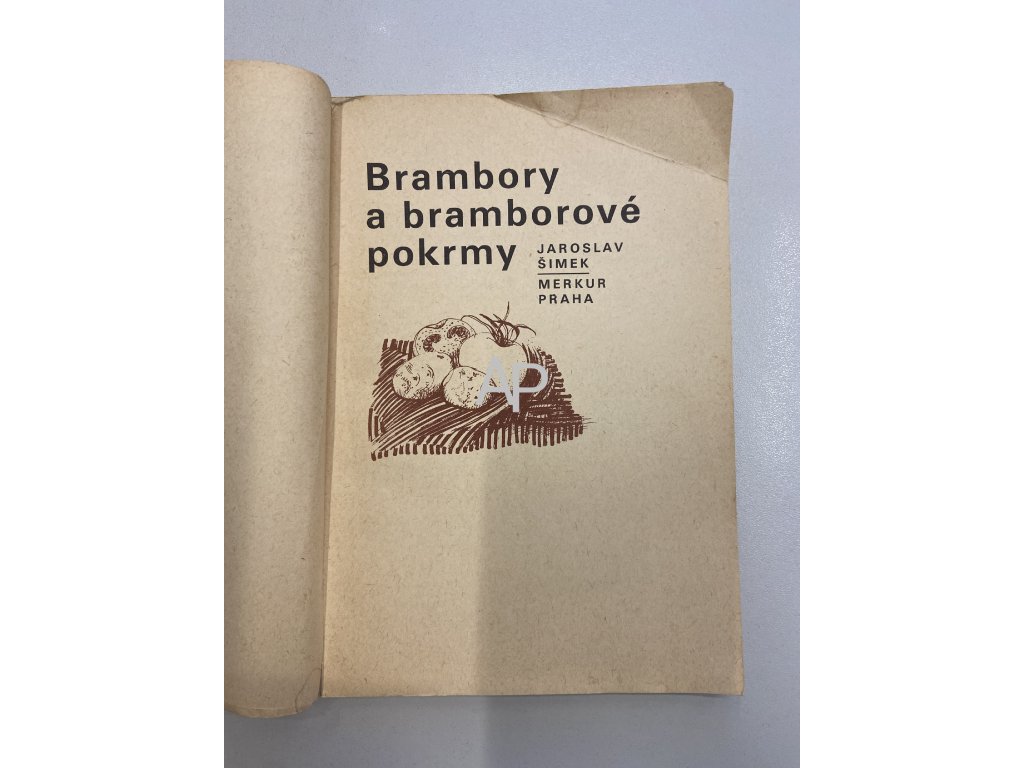 Brambory
a bramborové
pokrmy
JAROSLAV
ŠIMEK
MERKUR
PRAHA
AP